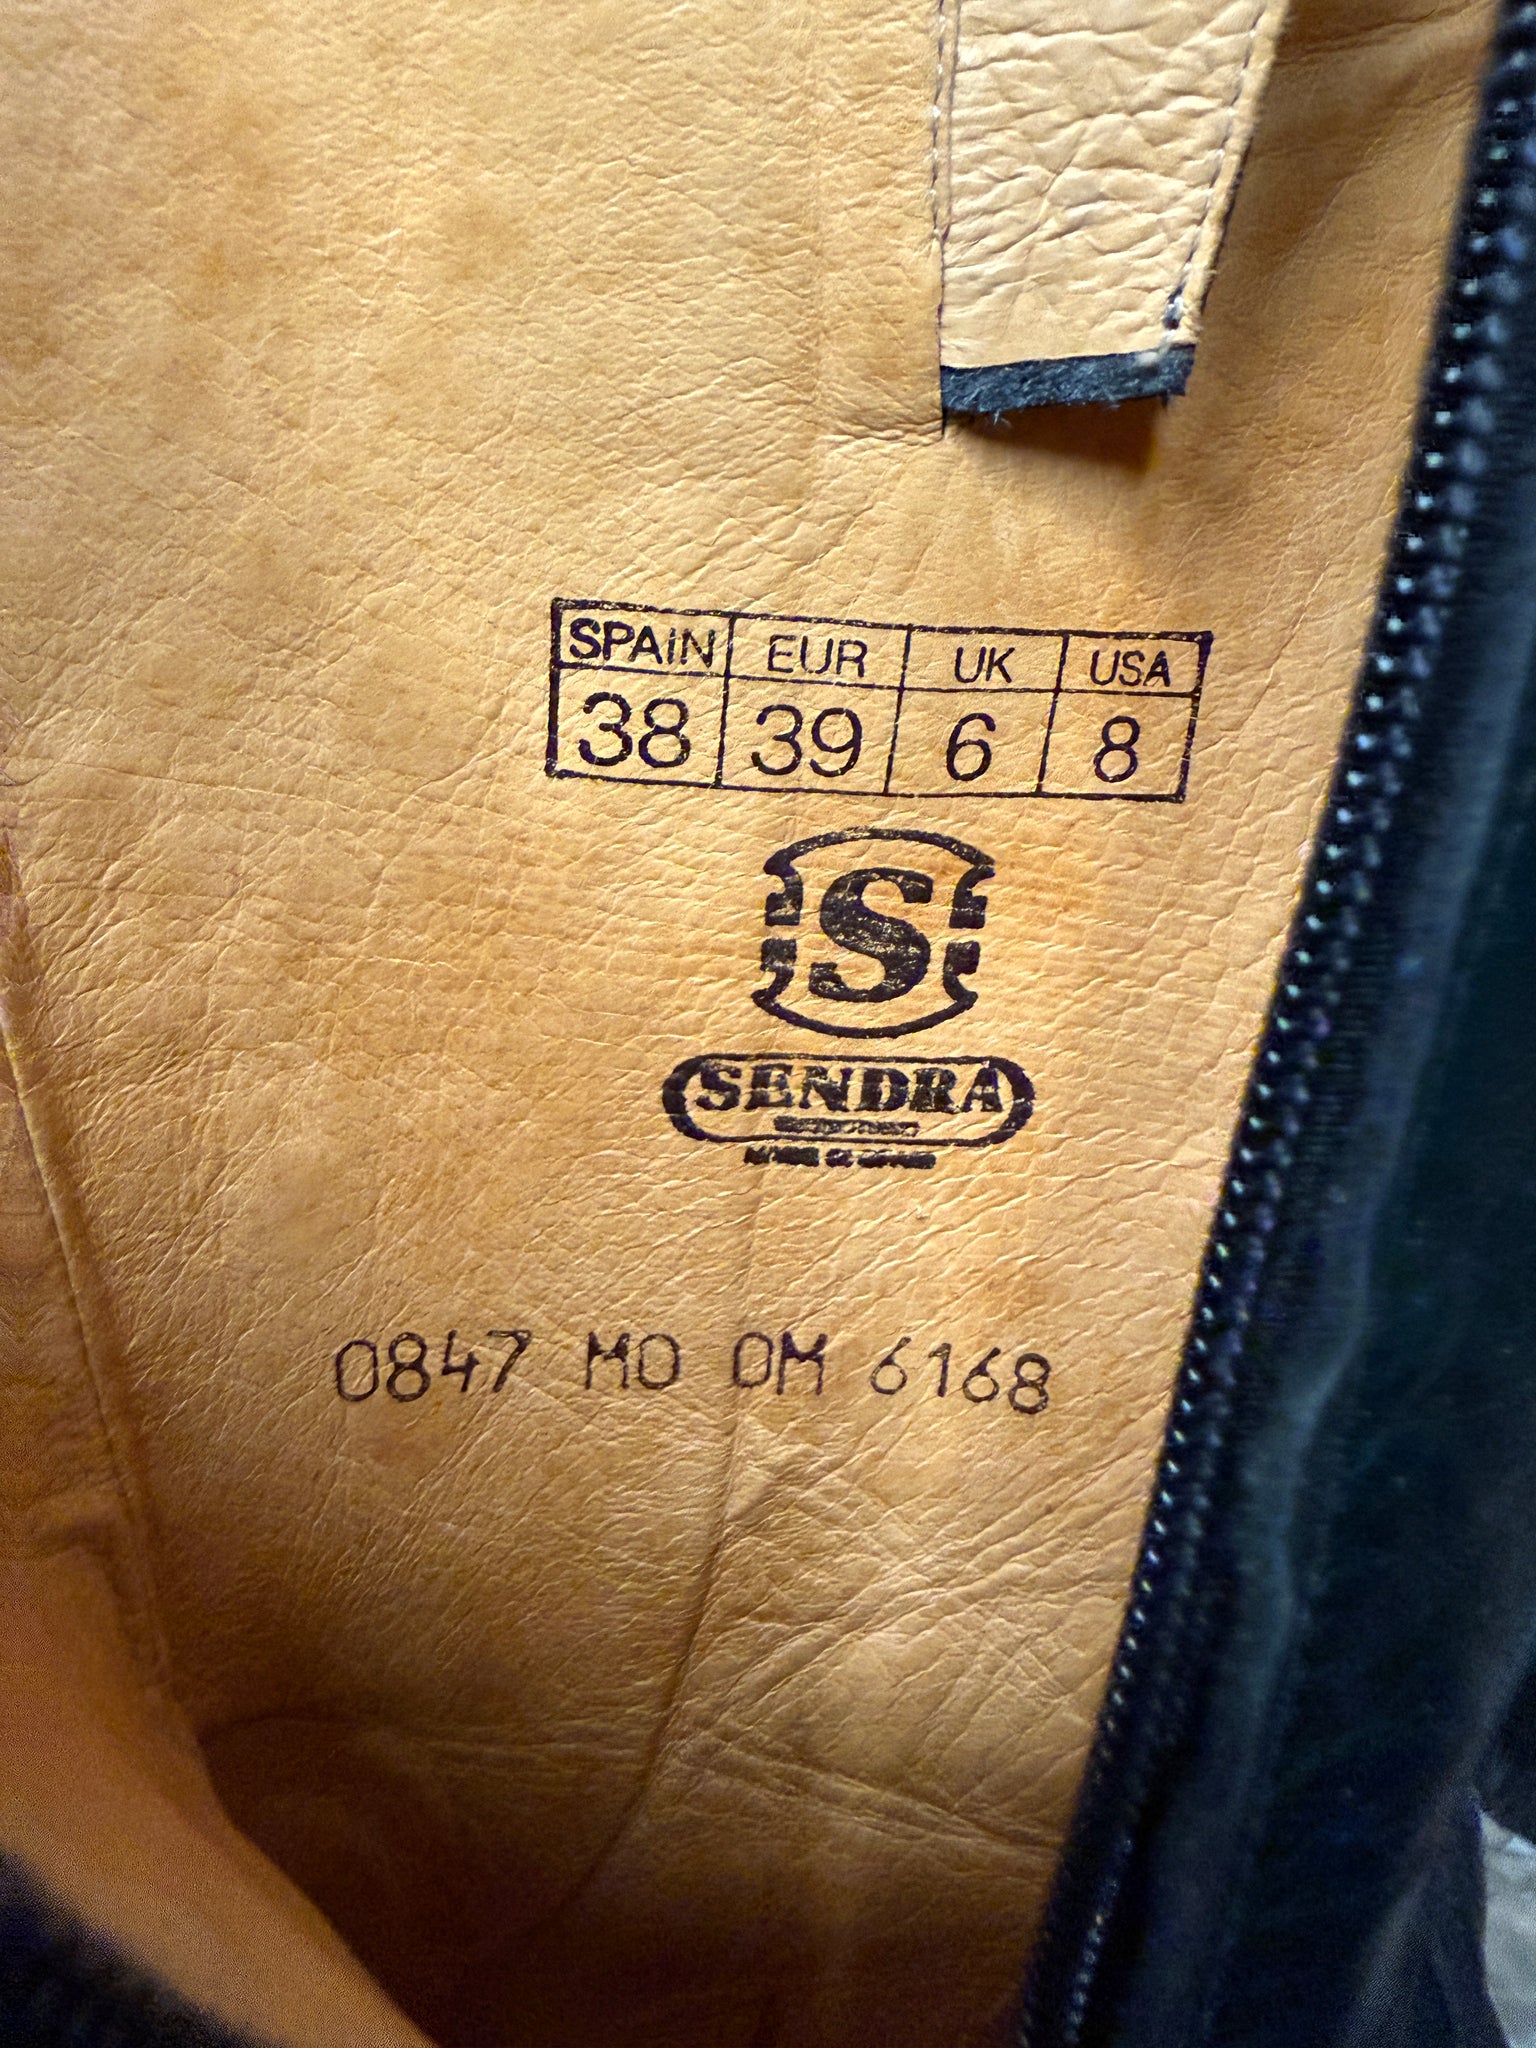 SPAIN EUR UK USA
38 39 6 8
S
SENDRA
0847 MO OM 6168